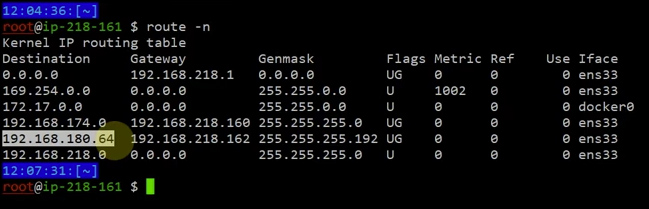 12:04:36:[~]
root@ip-218-161 $ route -n
Kernel IP routing table
Destination     Gateway         Genmask         Flags Metric Ref    Use Iface
0.0.0.0         192.168.218.1   0.0.0.0         UG    0      0        0 ens33
169.254.0.0     0.0.0.0         255.255.0.0     U     1002   0        0 ens33
172.17.0.0      0.0.0.0         255.255.0.0     U     0      0        0 docker0
192.168.174.0   192.168.218.160 255.255.255.0   UG    0      0        0 ens33
192.168.180.64  192.168.218.162 255.255.255.192 UG    0      0        0 ens33
192.168.218.0   0.0.0.0         255.255.255.0   U     0      0        0 ens33
12:07:31:[~]
root@ip-218-161 $